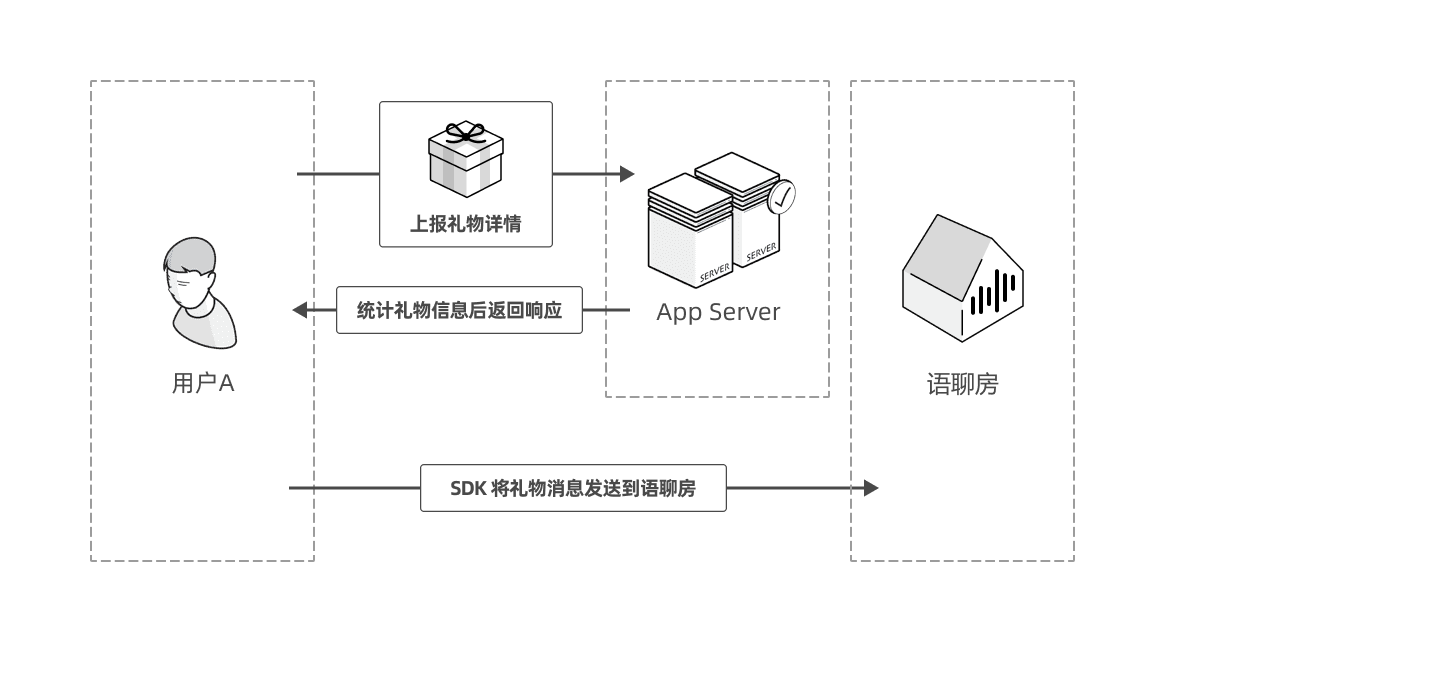 上报礼物详情
SERVER
SERVER
统计礼物信息后返回响应
App Server
用户A
语聊房
SDK 将礼物消息发送到语聊房